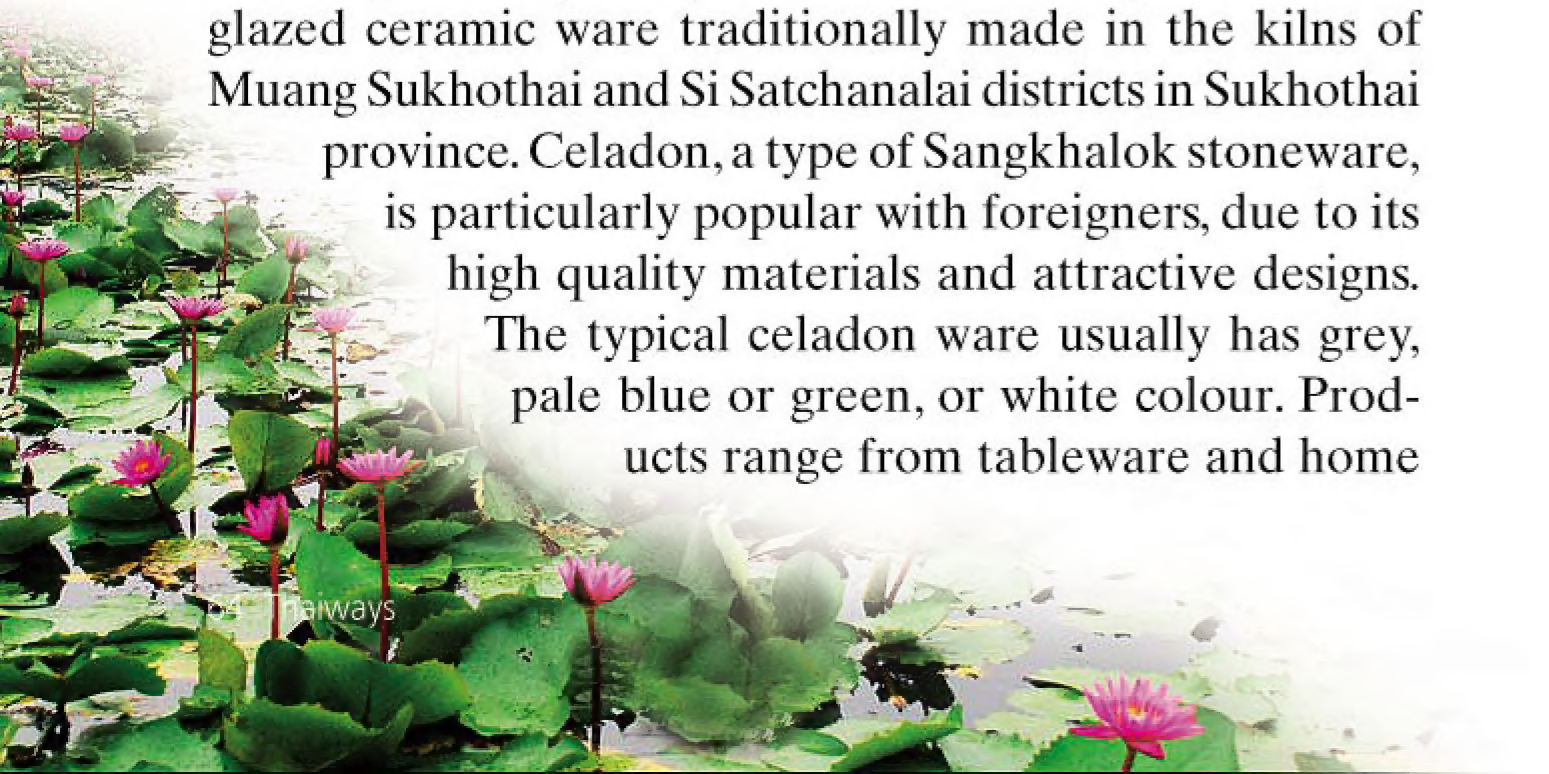 glazed ceramic ware traditionally made in the kilns of
Muang Sukhothai and Si Satchanalai districts in Sukhothai
province. Celadon, a type of Sangkhalok stoneware,
is particularly popular with foreigners, due to its
high quality materials and attractive designs.
The typical celadon ware usually has grey,
pale blue or green, or white colour. Prod-
ucts range from tableware and home
64 Thaiways